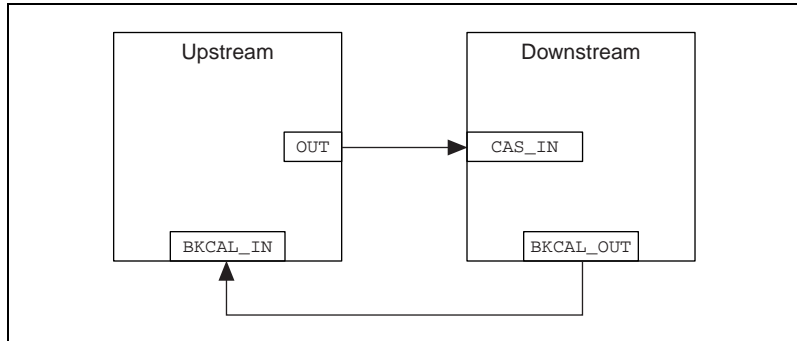 Upstream
Downstream
OUT
CAS_IN
BKCAL_IN
BKCAL_OUT